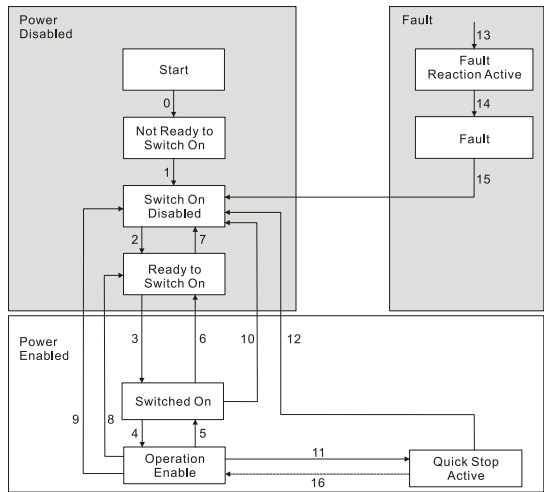 Power
Disabled
Start
0
Not Ready to
Switch On
1
Switch On
Disabled
2
7
Ready to
Switch On
Fault
13
Fault
Reaction Active
14
Fault
15
Power
Enabled
3
6
10
12
9
8
Switched On
4
5
Operation
Enable
11
16
Quick Stop
Active